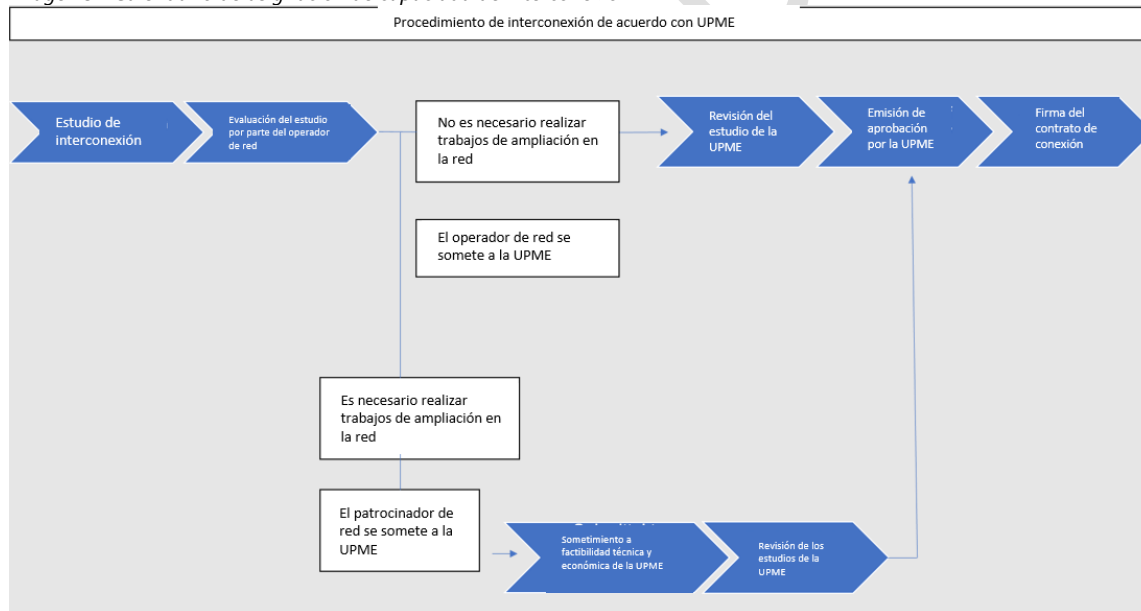 Procedimiento de interconexión de acuerdo con UPME
Estudio de
interconexión
Evaluación del estudio
por parte del operador
de red
No es necesario realizar
trabajos de ampliación en
la red
Revisión del
estudio de la
UPME
Emisión de
aprobación
por la UPME
Firma del
contrato de
conexión
El operador de red se
somete a la UPME
Es necesario realizar
trabajos de ampliación en
la red
El patrocinador de
red se somete a la
UPME
Sometimiento a
factibilidad técnica y
económica de la UPME
Revisión de los
estudios de la
UPME